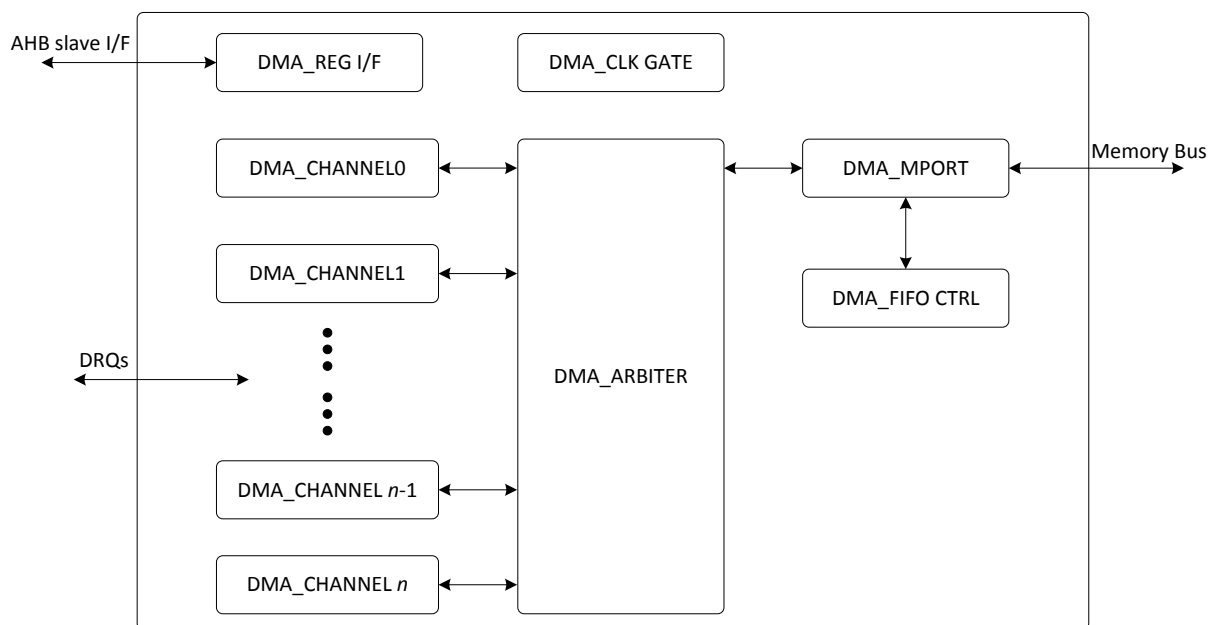 AHB slave I/F
DMA_REG I/F
DMA_CLK GATE
DMA_CHANNEL0
DMA_MPORT
Memory Bus
DMA_CHANNEL1
DMA_FIFO CTRL
DRQs
DMA_ARBITER
DMA_CHANNEL n-1
DMA_CHANNEL n